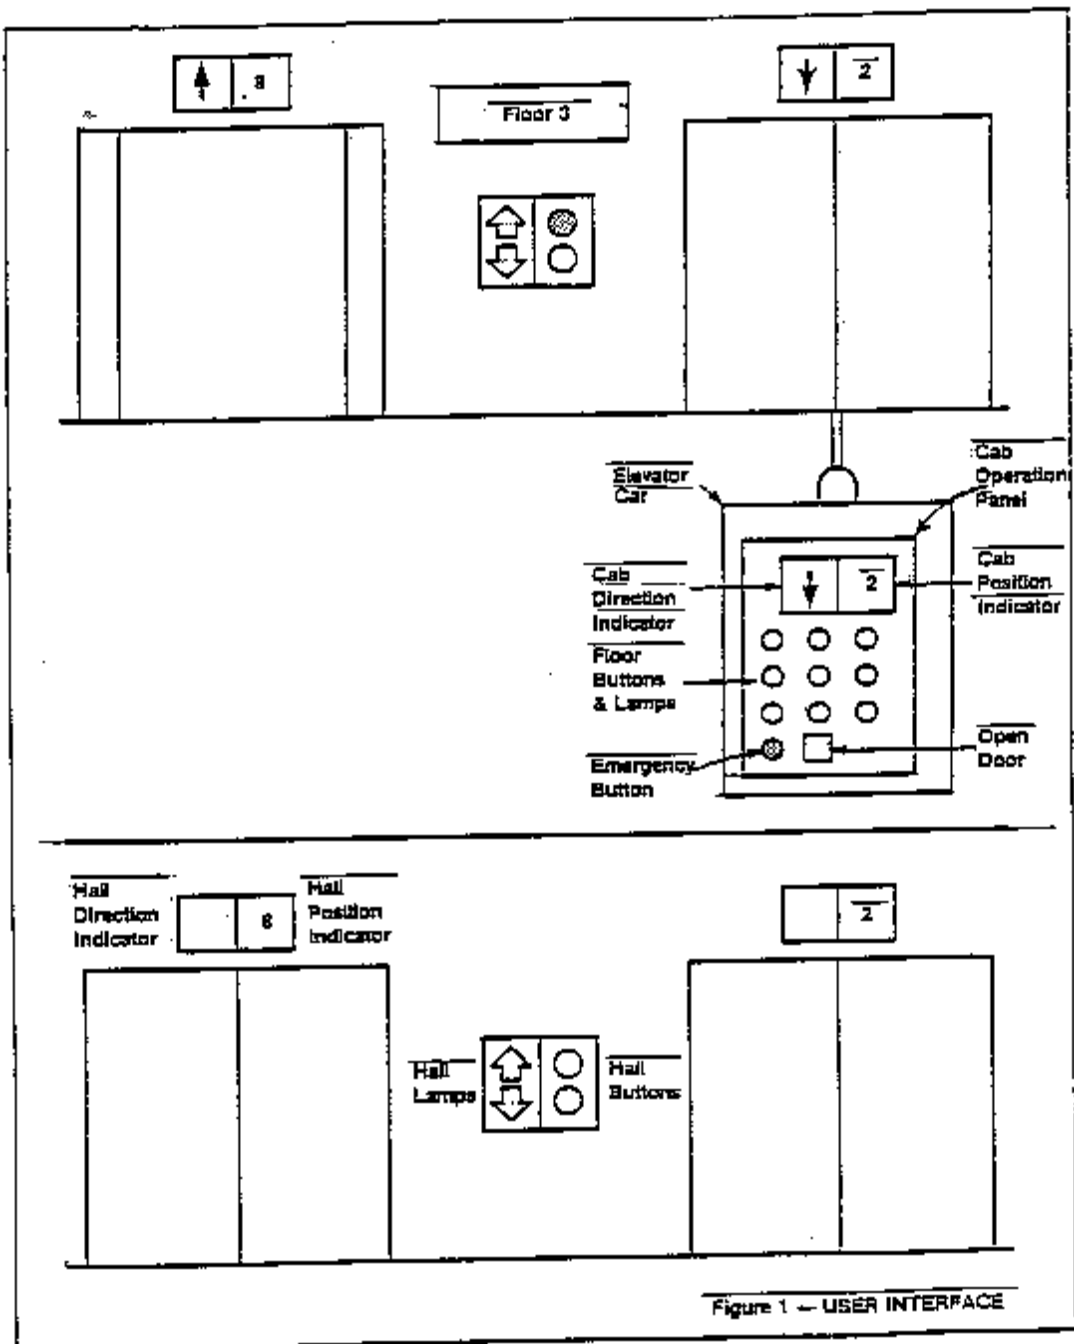 2
Floor 3
Elevator
Car
Cab
Operations
Panel
Cab
Direction
Indicator
2
Cab
Position
Indicator
Floor
Buttons
& Lamps
Emergency
Button
Open
Door
Hall
Direction
Indicator
Hall
Position
Indicator
2
Hall
Lamps
Hall
Buttons
Figure 1 — USER INTERFACE